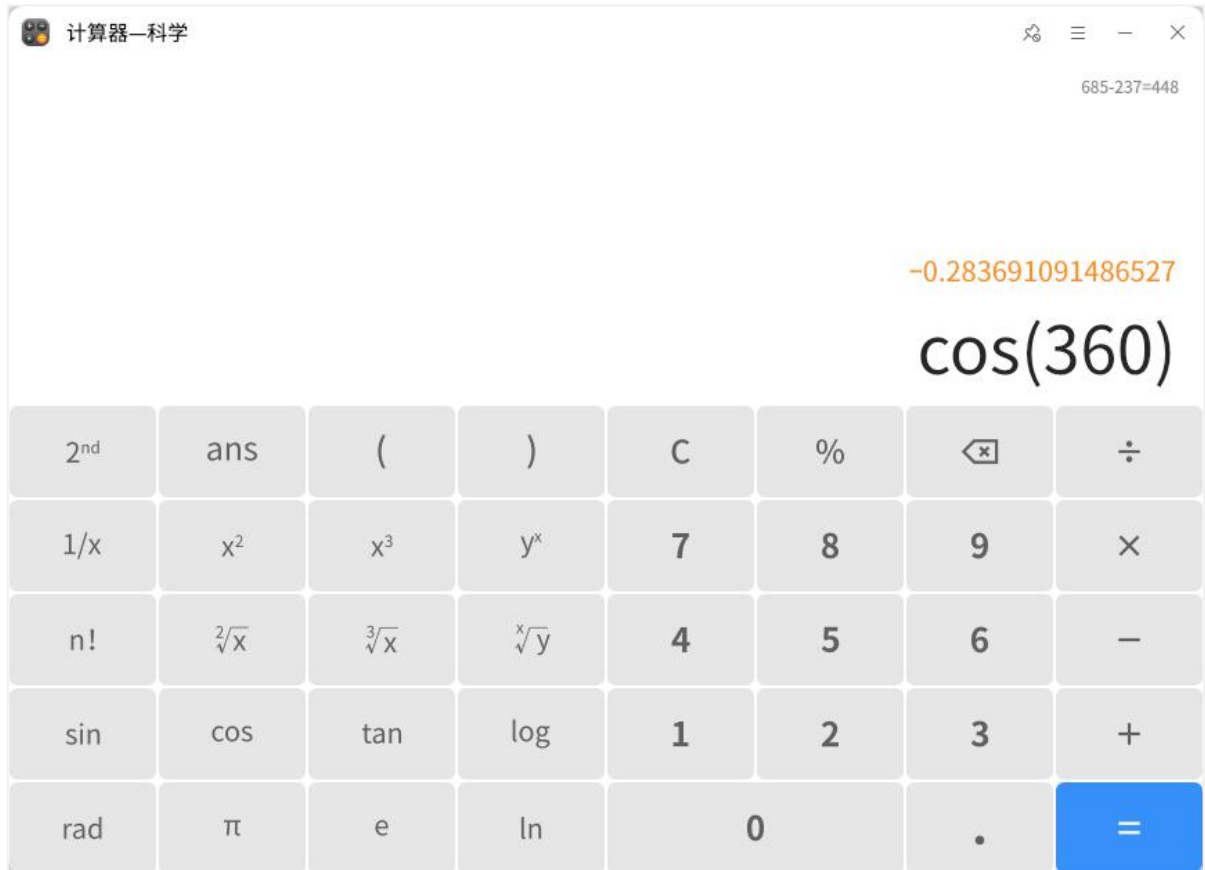 计算器—科学
685-237=448
−0.283691091486527
cos(360)
2ⁿᵈ ans ( ) C % ÷
1/x x² x³ yˣ 7 8 9 ×
n! ²√x ³√x ˣ√y 4 5 6 −
sin cos tan log 1 2 3 +
rad π e ln 0 . =